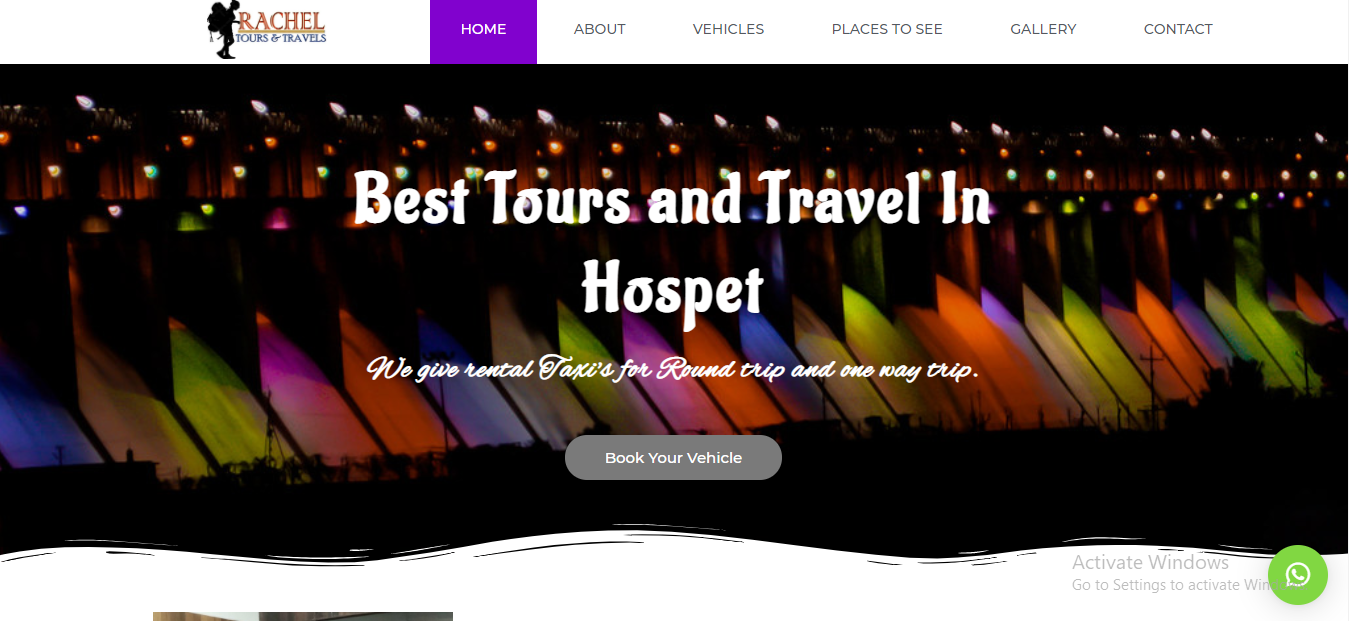 RACHEL
TOURS & TRAVELS
HOME ABOUT VEHICLES PLACES TO SEE GALLERY CONTACT
Best Tours and Travel In
Hospet
We give rental Taxi's for Round trip and one way trip.
Book Your Vehicle
Activate Windows
Go to Settings to activate Windows.